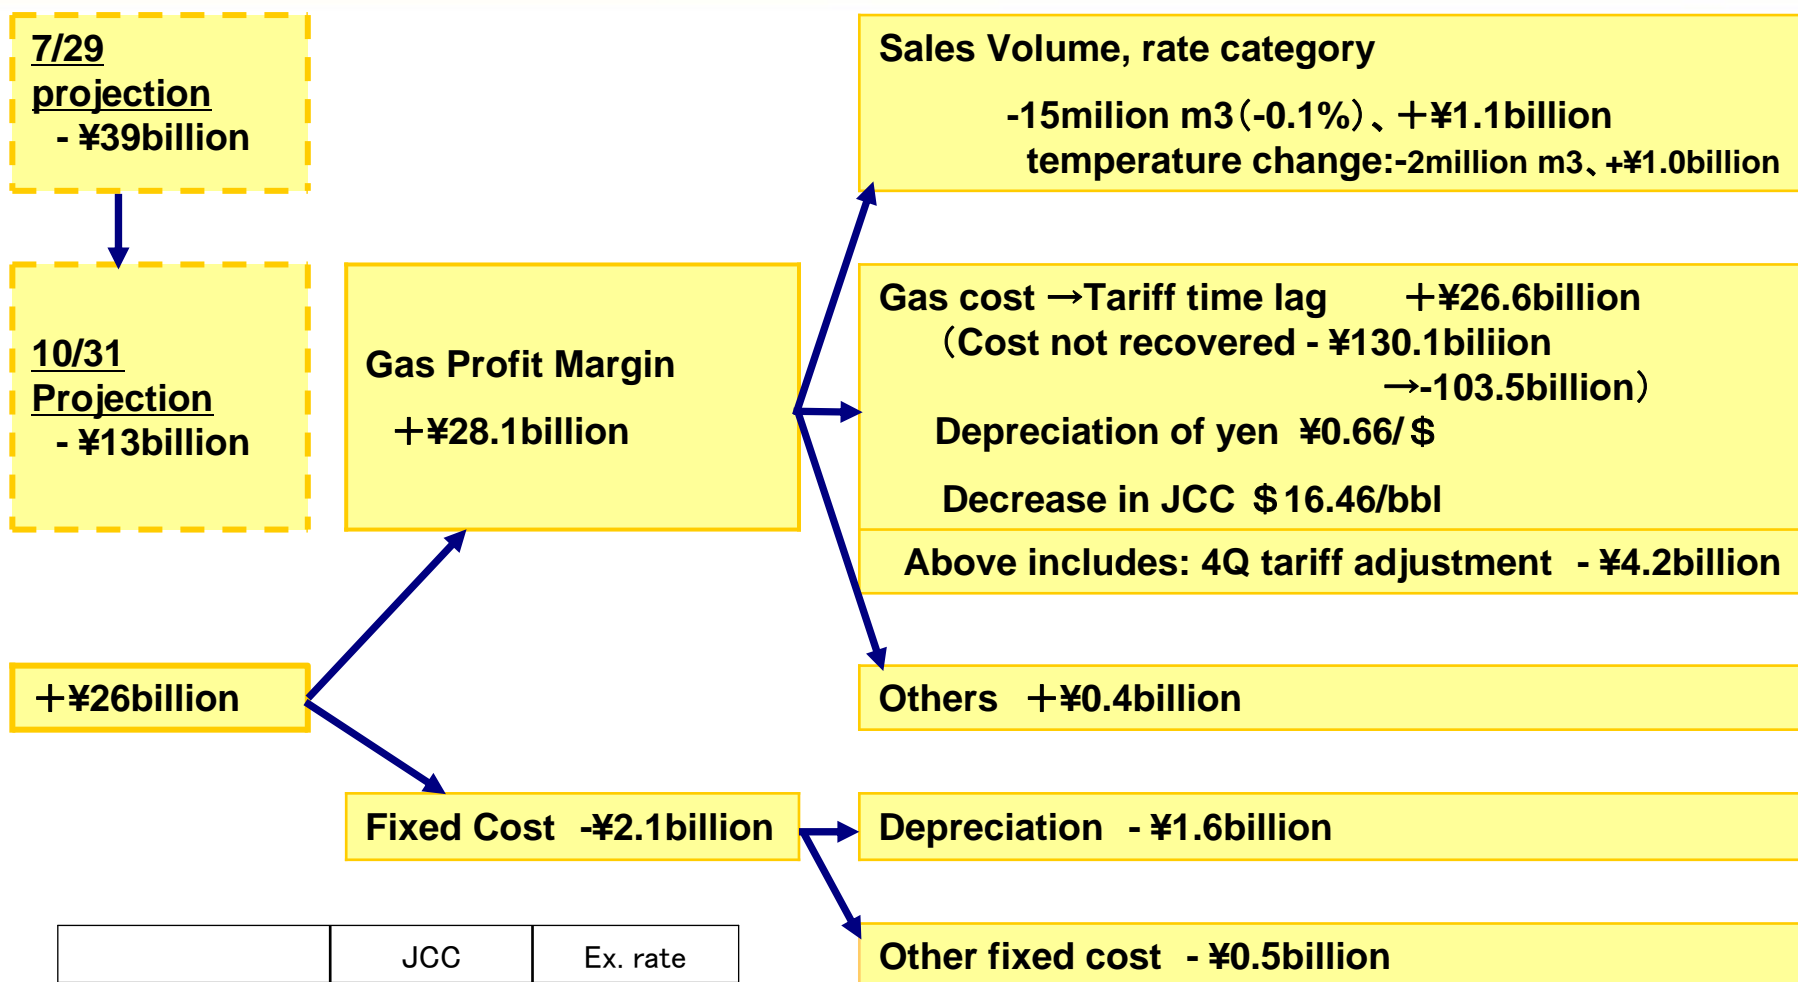 7/29
projection
- ¥39billion
10/31
Projection
- ¥13billion
＋¥26billion
Gas Profit Margin
＋¥28.1billion
Fixed Cost -¥2.1billion
Sales Volume, rate category
-15milion m3（-0.1%）、＋¥1.1billion
temperature change:-2million m3、+¥1.0billion
Gas cost →Tariff time lag ＋¥26.6billion
（Cost not recovered - ¥130.1biliion
→-103.5billion）
Depreciation of yen ¥0.66/＄
Decrease in JCC ＄16.46/bbl
Above includes: 4Q tariff adjustment - ¥4.2billion
Others ＋¥0.4billion
Depreciation - ¥1.6billion
Other fixed cost - ¥0.5billion
JCC Ex. rate